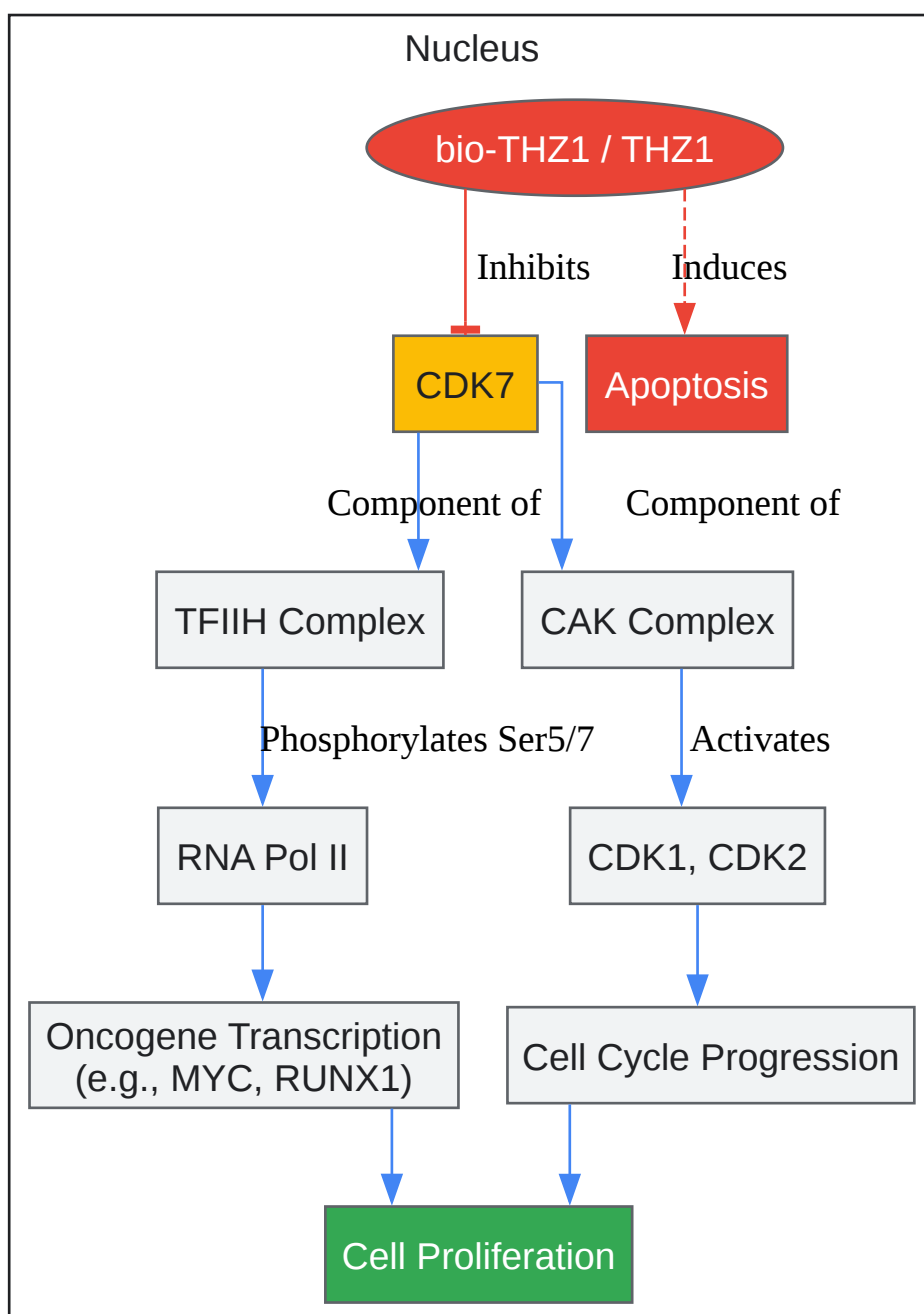 Nucleus
bio-THZ1 / THZ1
Inhibits
Induces
CDK7
Apoptosis
Component of
Component of
TFIIH Complex
CAK Complex
Phosphorylates Ser5/7
Activates
RNA Pol II
CDK1, CDK2
Oncogene Transcription
(e.g., MYC, RUNX1)
Cell Cycle Progression
Cell Proliferation